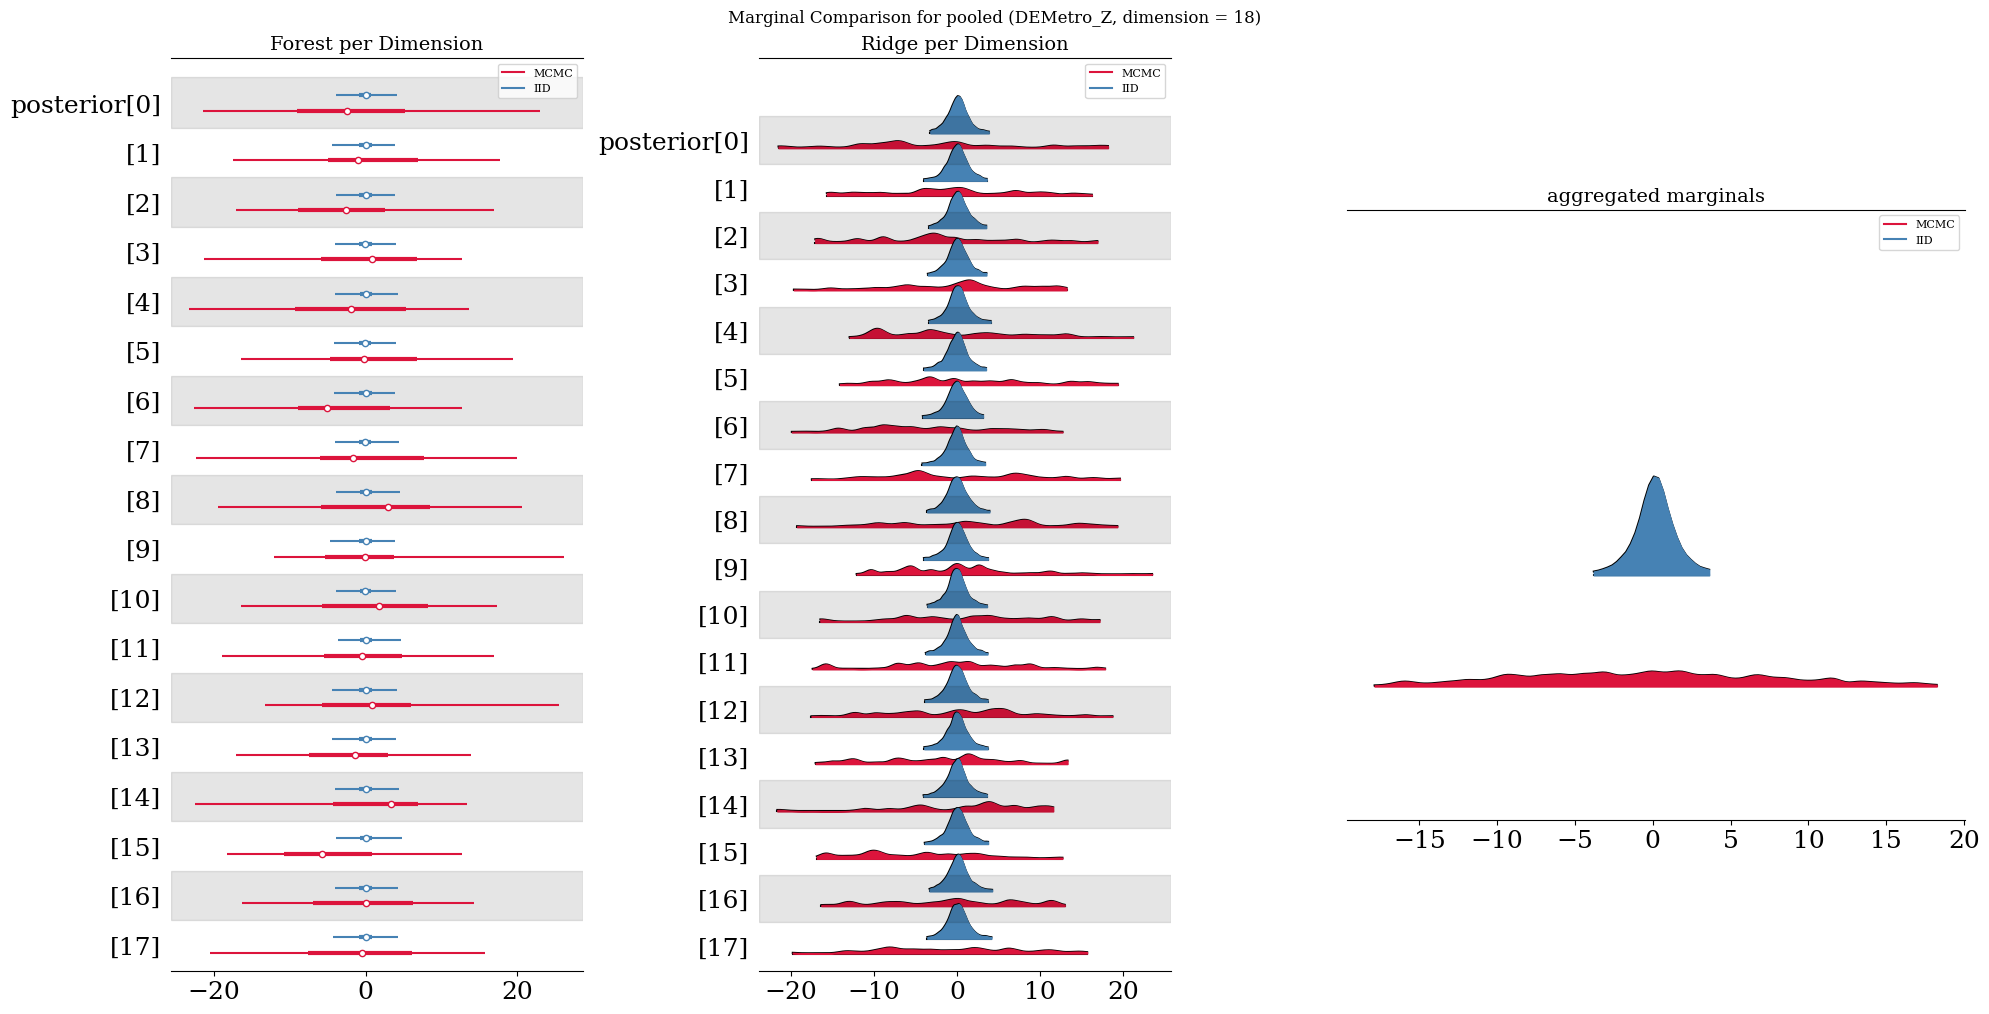 Marginal Comparison for pooled (DEMetro_Z, dimension = 18)
Forest per Dimension
MCMC
IID
posterior[0]
[1]
[2]
[3]
[4]
[5]
[6]
[7]
[8]
[9]
[10]
[11]
[12]
[13]
[14]
[15]
[16]
[17]
−20 0 20
Ridge per Dimension
MCMC
IID
posterior[0]
[1]
[2]
[3]
[4]
[5]
[6]
[7]
[8]
[9]
[10]
[11]
[12]
[13]
[14]
[15]
[16]
[17]
−20 −10 0 10 20
aggregated marginals
MCMC
IID
−15 −10 −5 0 5 10 15 20